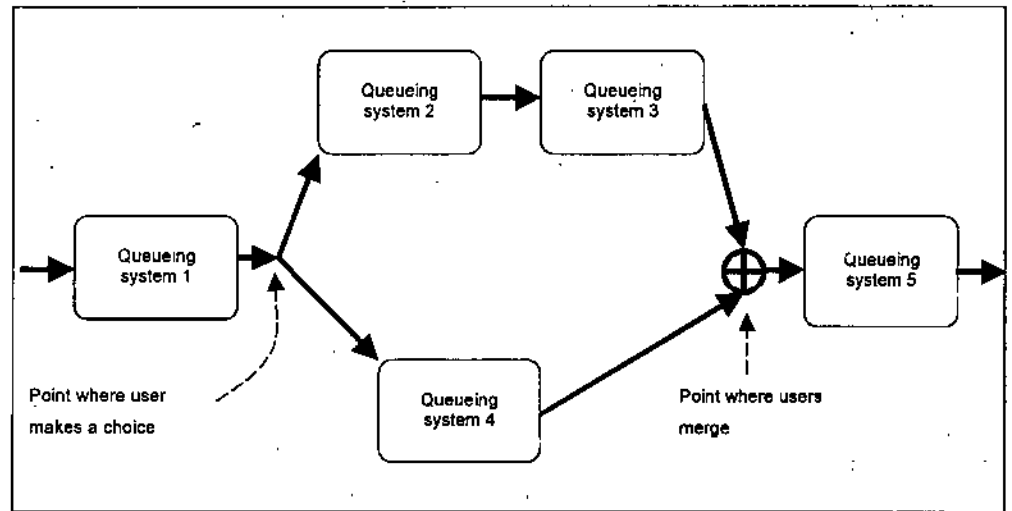 Queueing
system 2
Queueing
system 3
Queueing
system 1
Queueing
system 5
Queueing
system 4
Point where user
makes a choice
Point where users
merge